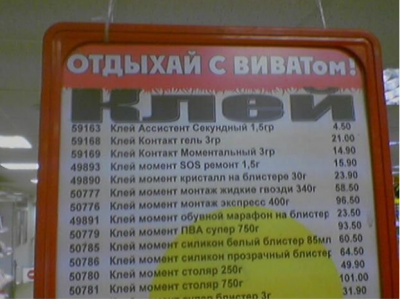 ОТДЫХАЙ С ВИВАТом!
Клей
59163 Клей Ассистент Секундный 1,5гр 4.50
59168 Клей Контакт гель 3гр 21.00
59169 Клей Контакт Моментальный 3гр 14.90
49893 Клей момент SOS ремонт 1,5г 15.90
49890 Клей момент кристалл на блистере 30г 23.90
50777 Клей момент монтаж жидкие гвозди 340г 58.50
50776 Клей момент монтаж экспресс 400г 96.50
49891 Клей момент обувной марафон на блистер 23.50
50779 Клей момент ПВА супер 750г 93.50
50785 Клей момент силикон белый блистер 85мл 60.50
50786 Клей момент силикон прозрачный блистер 64.50
50780 Клей момент столяр 250г 49.90
50781 Клей момент столяр 750г 101.00
супер блистер 3г 31.90